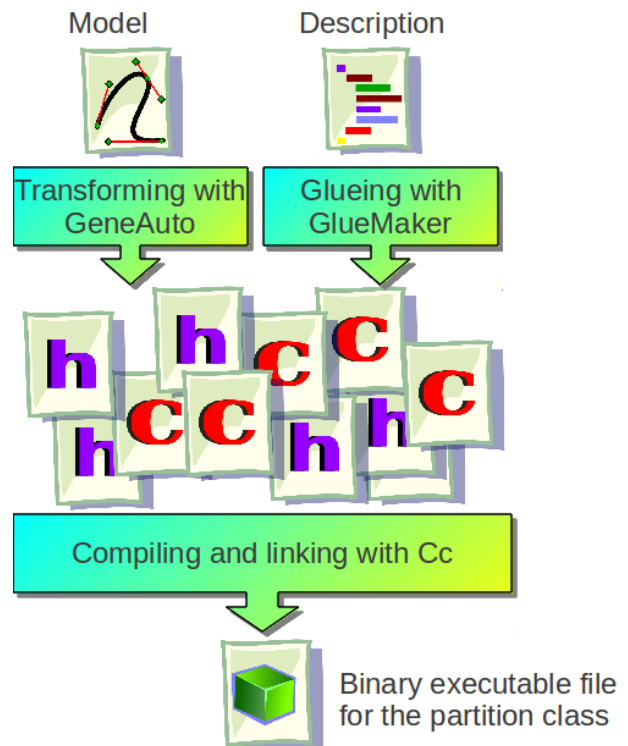 Model
Description
Transforming with
GeneAuto
Glueing with
GlueMaker
h
h
c
c
c
h
c
c
h
h
Compiling and linking with Cc
Binary executable file
for the partition class